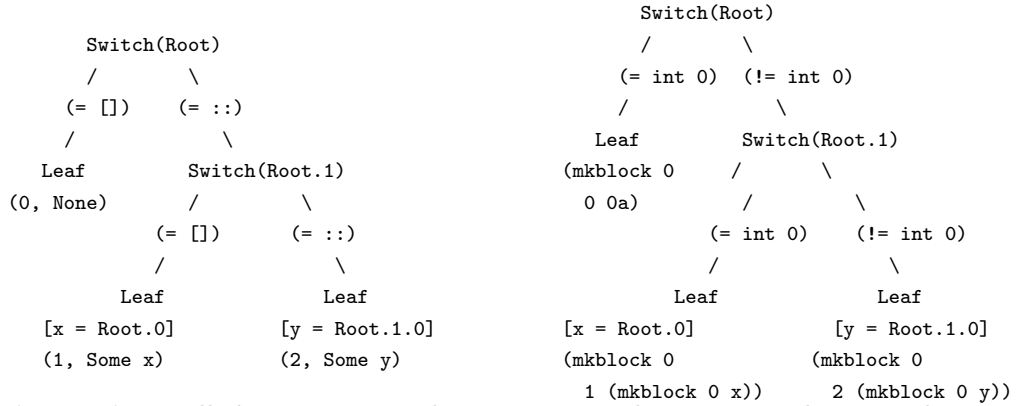 Switch(Root)
/ \
(= []) (= ::)
/ \
Leaf Switch(Root.1)
(0, None) / \
(= []) (= ::)
/ \
Leaf Leaf
[x = Root.0] [y = Root.1.0]
(1, Some x) (2, Some y)
Switch(Root)
/ \
(= int 0) (!= int 0)
/ \
Leaf Switch(Root.1)
(mkblock 0 / \
0 0a) / \
(= int 0) (!= int 0)
/ \
Leaf Leaf
[x = Root.0] [y = Root.1.0]
(mkblock 0 (mkblock 0
1 (mkblock 0 x)) 2 (mkblock 0 y))